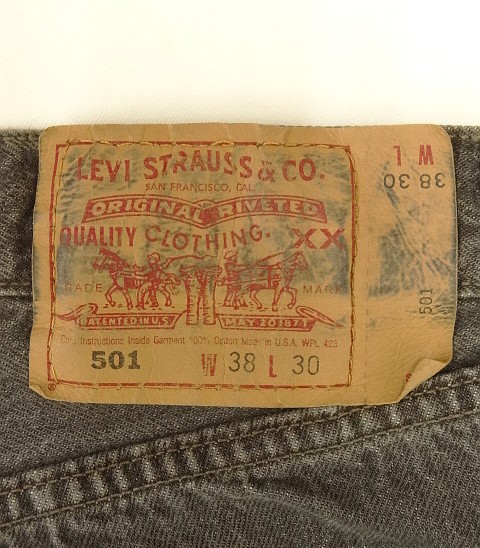 LEVI STRAUSS & CO.
SAN FRANCISCO, CAL.
ORIGINAL RIVETED
QUALITY CLOTHING. XX
TRADE MARK
PATENTED IN U.S. MAY 20 1873
Care Instructions Inside Garment 100% Cotton Made in U.S.A. WPL 423
501 W 38 L 30
W L
38 30
501